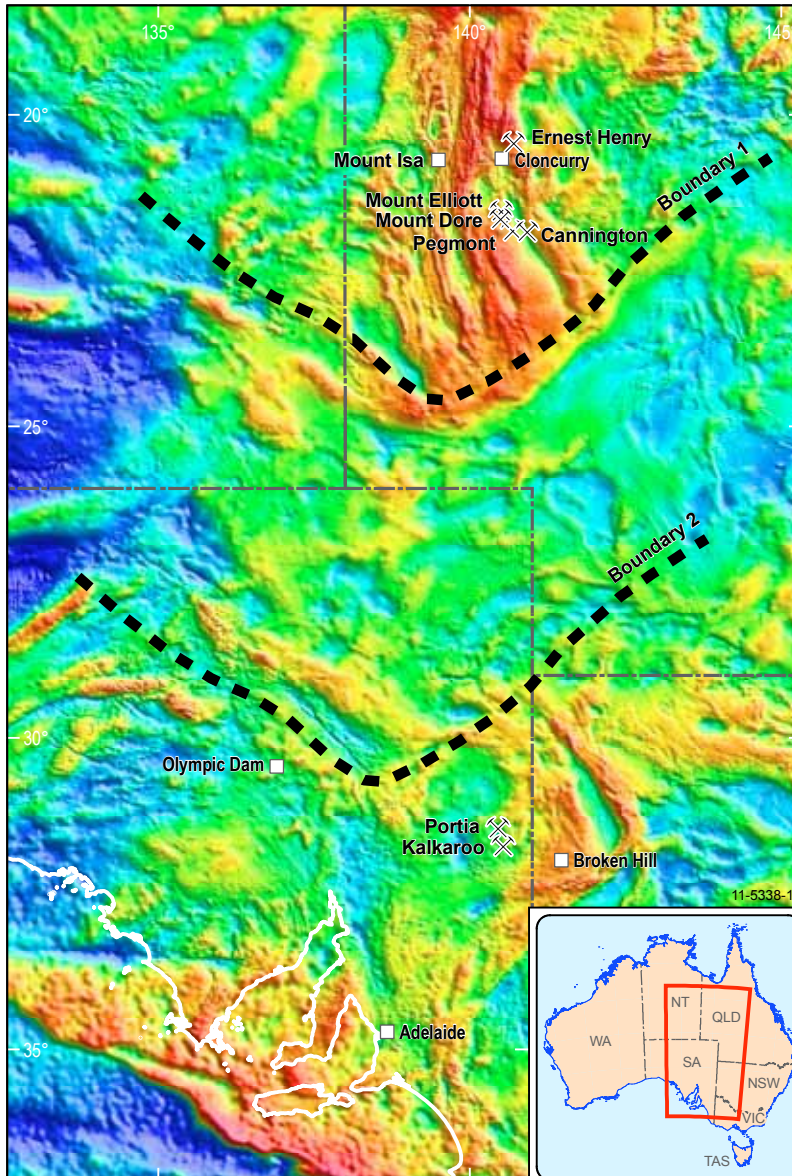 135°
140°
145°
20°
Ernest Henry
Mount Isa
Cloncurry
Boundary 1
Mount Elliott
Mount Dore
Pegmont
Cannington
25°
Boundary 2
30°
Olympic Dam
Portia
Kalkaroo
Broken Hill
11-5338-1
Adelaide
35°
NT
QLD
WA
SA
NSW
VIC
TAS